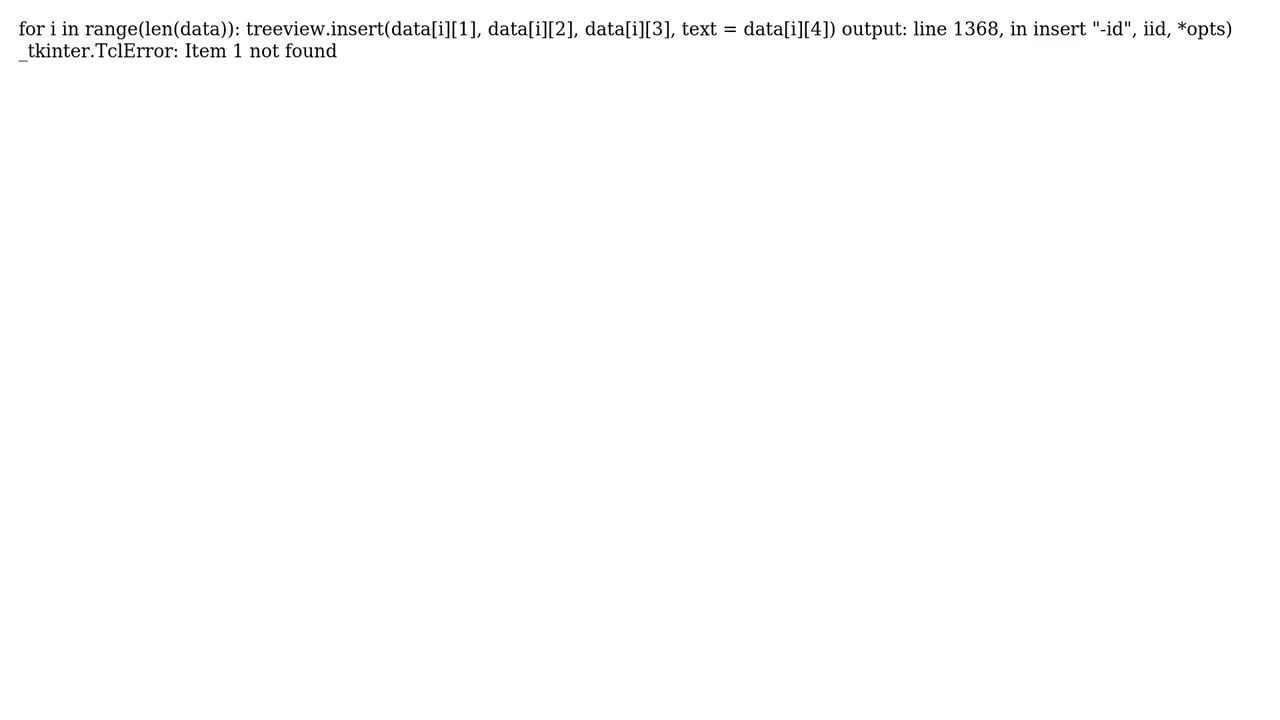 for i in range(len(data)): treeview.insert(data[i][1], data[i][2], data[i][3], text = data[i][4]) output: line 1368, in insert "-id", iid, *opts)
_tkinter.TclError: Item 1 not found